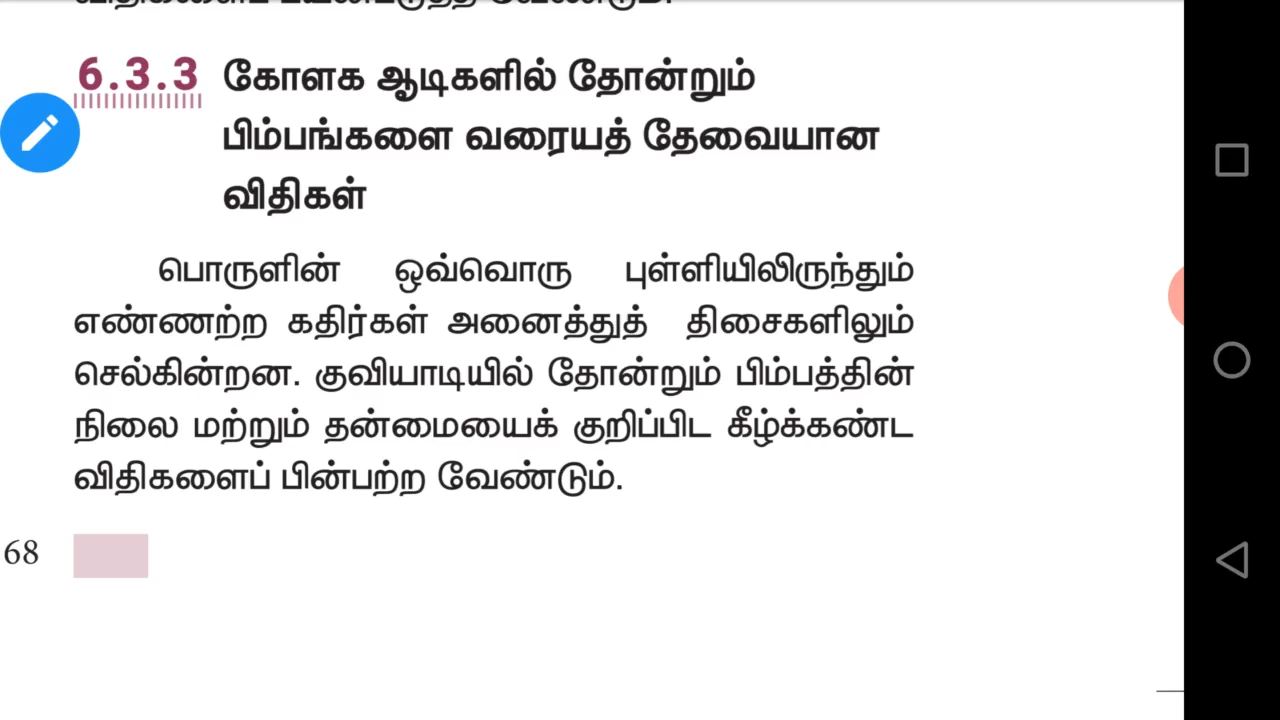 6.3.3 கோளக ஆடிகளில் தோன்றும்
பிம்பங்களை வரையத் தேவையான
விதிகள்
பொருளின் ஒவ்வொரு புள்ளியிலிருந்தும்
எண்ணற்ற கதிர்கள் அனைத்துத் திசைகளிலும்
செல்கின்றன. குவியாடியில் தோன்றும் பிம்பத்தின்
நிலை மற்றும் தன்மையைக் குறிப்பிட கீழ்க்கண்ட
விதிகளைப் பின்பற்ற வேண்டும்.
68